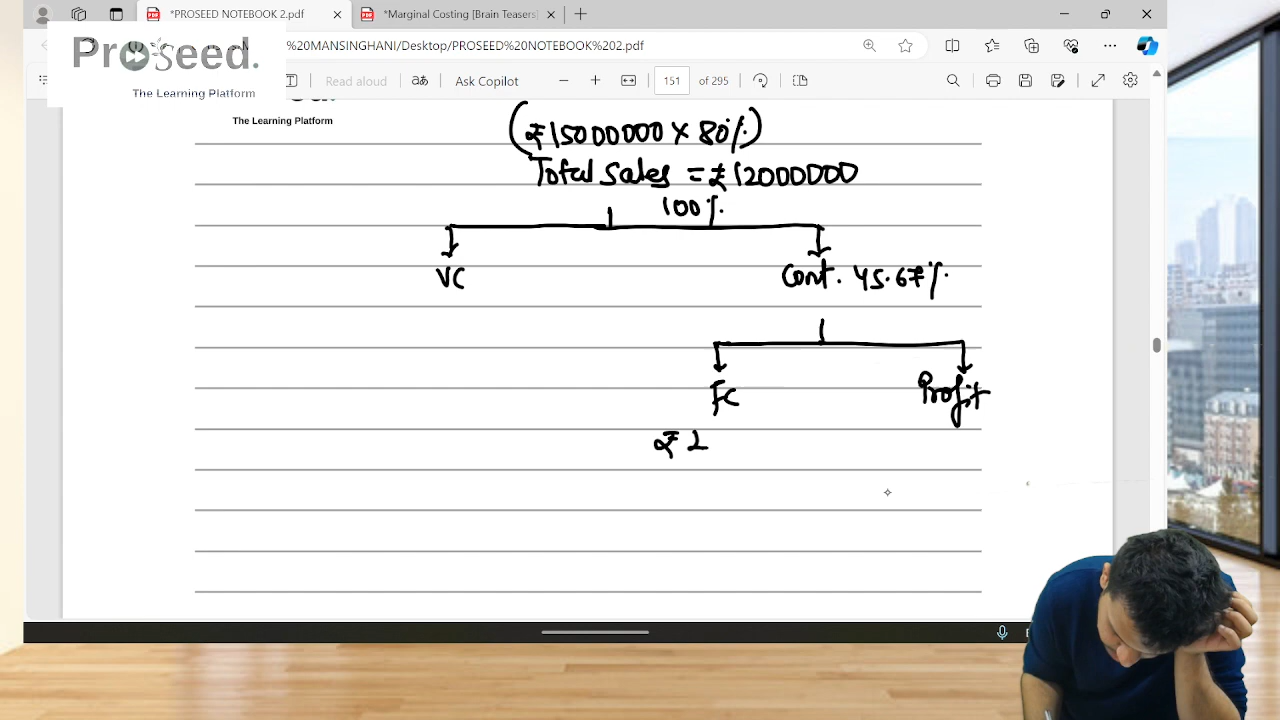 *PROSEED NOTEBOOK 2.pdf
*Marginal Costing [Brain Teasers]
%20MANSINGHANI/Desktop/PROSEED%20NOTEBOOK%202.pdf
Proseed.
The Learning Platform
Read aloud
Ask Copilot
151 of 295
The Learning Platform
(₹15000000 × 80%)
Total Sales = ₹12000000
100%
VC
Cont. 45.67%
FC
Profit
₹ 2